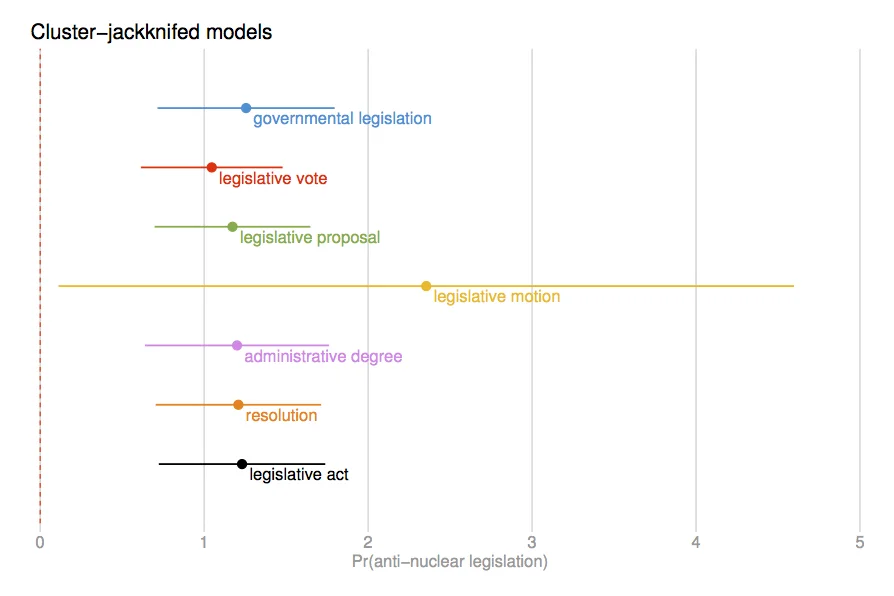 Cluster−jackknifed models
governmental legislation
legislative vote
legislative proposal
legislative motion
administrative degree
resolution
legislative act
0 1 2 3 4 5
Pr(anti−nuclear legislation)